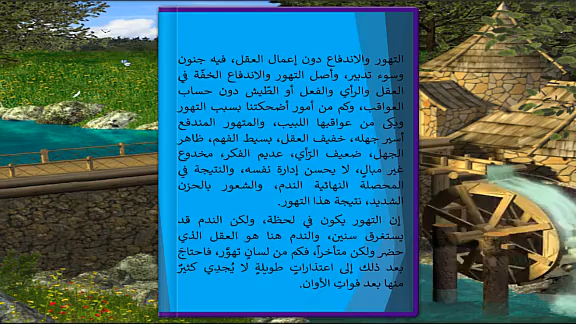 التهور والاندفاع دون إعمال العقل، فيه جنون
وسوء تدبير، وأصل التهور والاندفاع الخفّة في
العقل والرأي والفعل أو الطّيش دون حساب
العواقب، وكم من أمور أضحكتنا بسبب التهور
وبَكى من عواقبها اللبيب، والمتهور المندفع
أسير جهله، خفيف العقل، بسيط الفهم، ظاهر
الجهل، ضعيف الرّأي، عديم الفكر، مخدوع
غير مبالٍ، لا يحسن إدارة نفسه، والنتيجة في
المحصلة النهائية الندم، والشعور بالحزن
الشديد، نتيجة هذا التهور.
إن التهور يكون في لحظة، ولكن الندم قد
يستغرق سنين، والندم هنا هو العقل الذي
حضر ولكن متأخراً، فكم من لسانٍ تهوّر، فاحتاجَ
بعد ذلك إلى اعتذاراتٍ طويلةٍ لا يُجدِي كثيرٌ
منها بعد فواتِ الأوان.